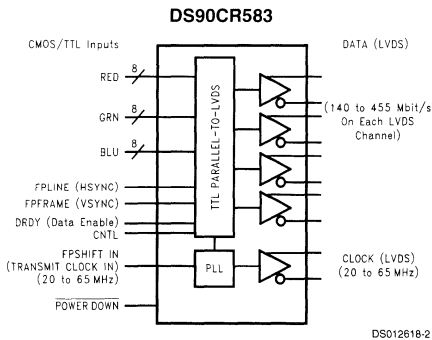 DS90CR583
CMOS/TTL Inputs
DATA (LVDS)
RED
8
GRN
8
BLU
8
TTL PARALLEL-TO-LVDS
(140 to 455 Mbit/s
On Each LVDS
Channel)
FPLINE (HSYNC)
FPFRAME (VSYNC)
DRDY (Data Enable)
CNTL
FPSHIFT IN
(TRANSMIT CLOCK IN)
(20 to 65 MHz)
PLL
CLOCK (LVDS)
(20 to 65 MHz)
POWER DOWN
DS012618-2